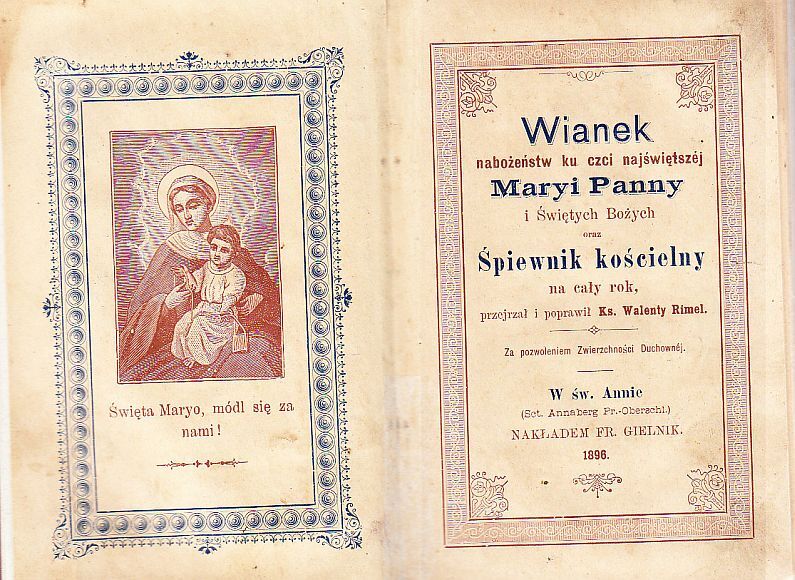 Święta Maryo, módl się za
nami!
Wianek
nabożeństw ku czci najświętszéj
Maryi Panny
i Świętych Bożych
oraz
Śpiewnik kościelny
na cały rok,
przejrzał i poprawił Ks. Walenty Rimel.
Za pozwoleniem Zwierzchności Duchownéj.
W św. Annie
(Sct. Annaberg Pr.-Oberschl.)
NAKŁADEM FR. GIELNIK.
1896.